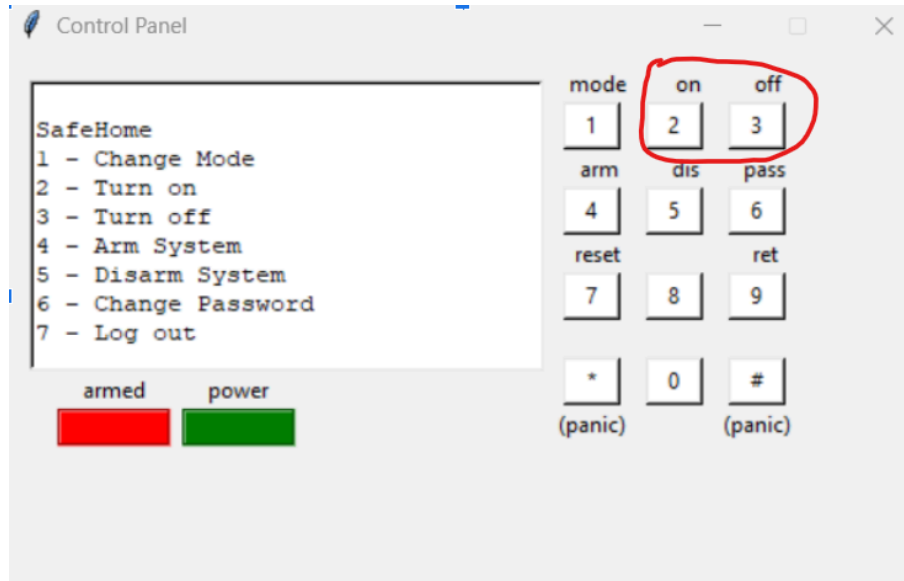 Control Panel
mode on off
SafeHome
1 2 3
1 - Change Mode
arm dis pass
2 - Turn on
3 - Turn off
4 5 6
4 - Arm System
reset ret
5 - Disarm System
6 - Change Password
7 8 9
7 - Log out
armed power
* 0 #
(panic) (panic)